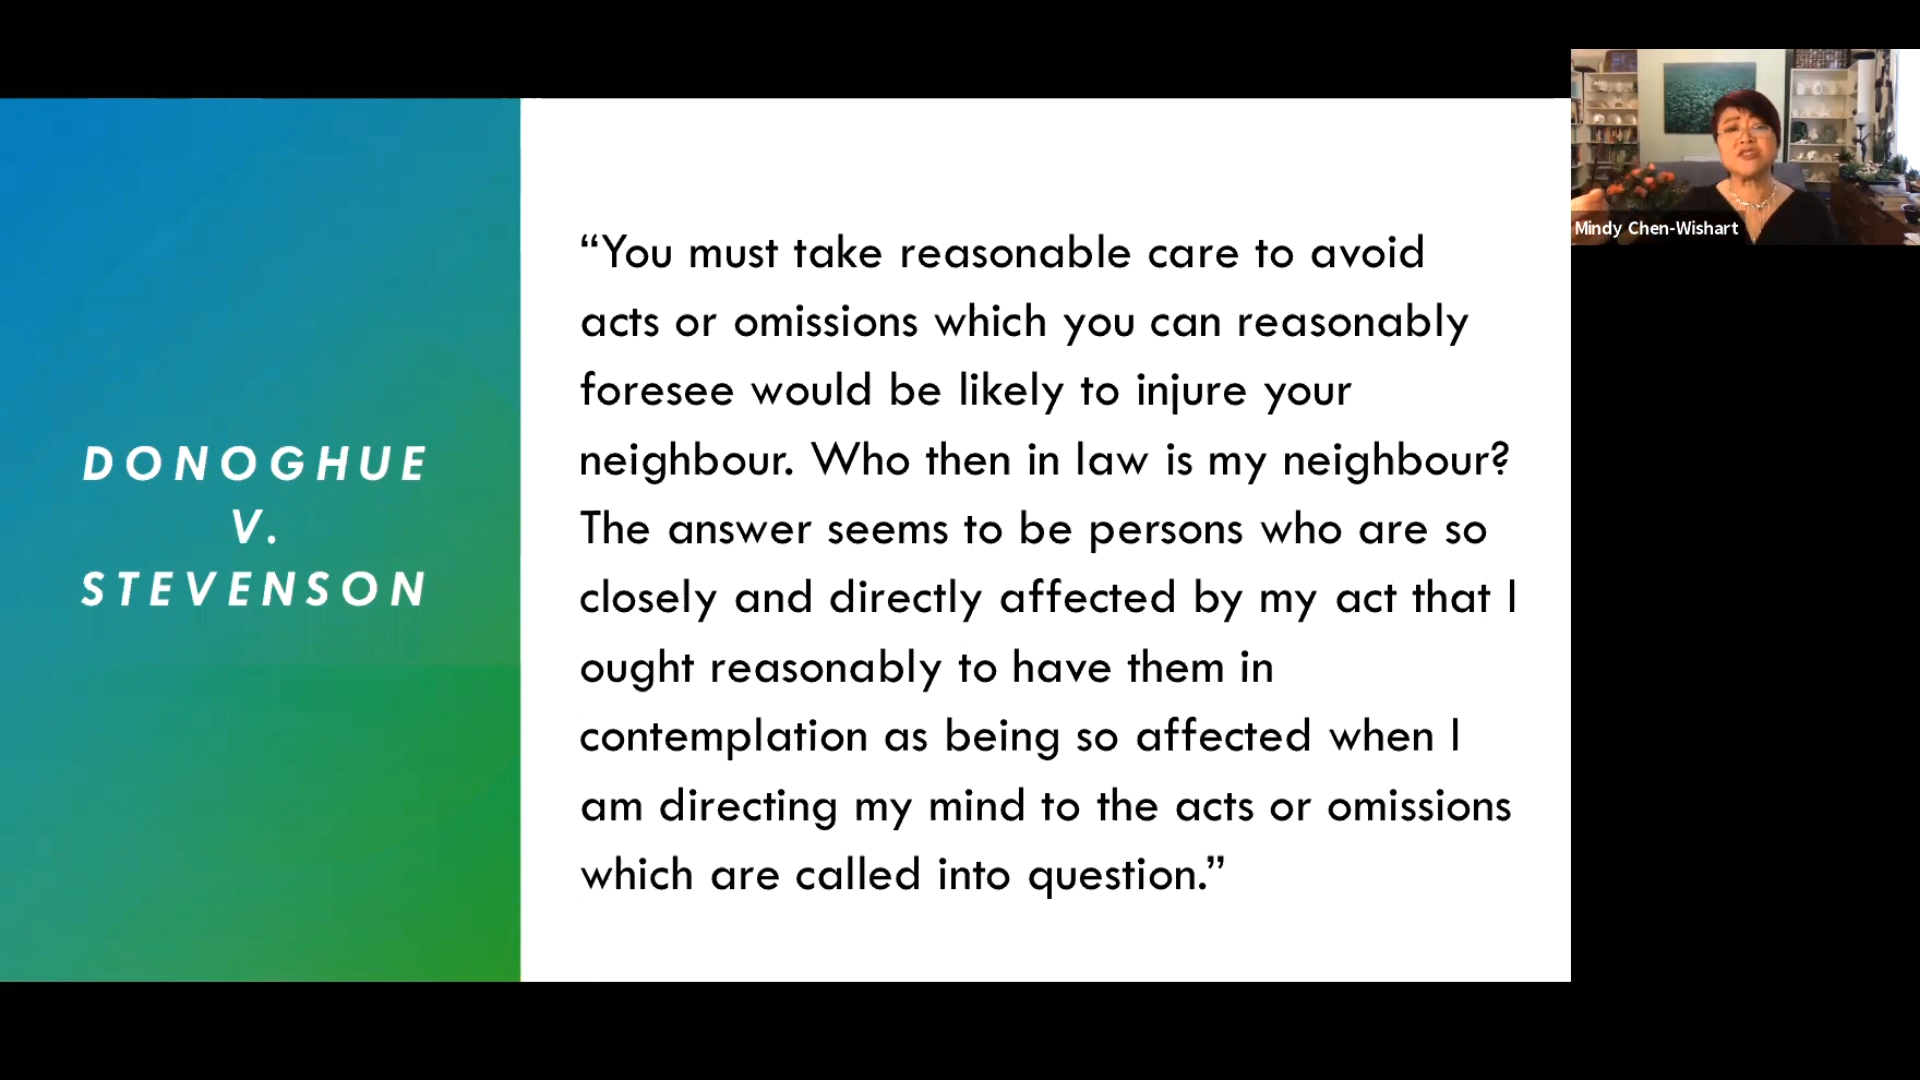 DONOGHUE
V.
STEVENSON
“You must take reasonable care to avoid
acts or omissions which you can reasonably
foresee would be likely to injure your
neighbour. Who then in law is my neighbour?
The answer seems to be persons who are so
closely and directly affected by my act that I
ought reasonably to have them in
contemplation as being so affected when I
am directing my mind to the acts or omissions
which are called into question.”
Mindy Chen-Wishart